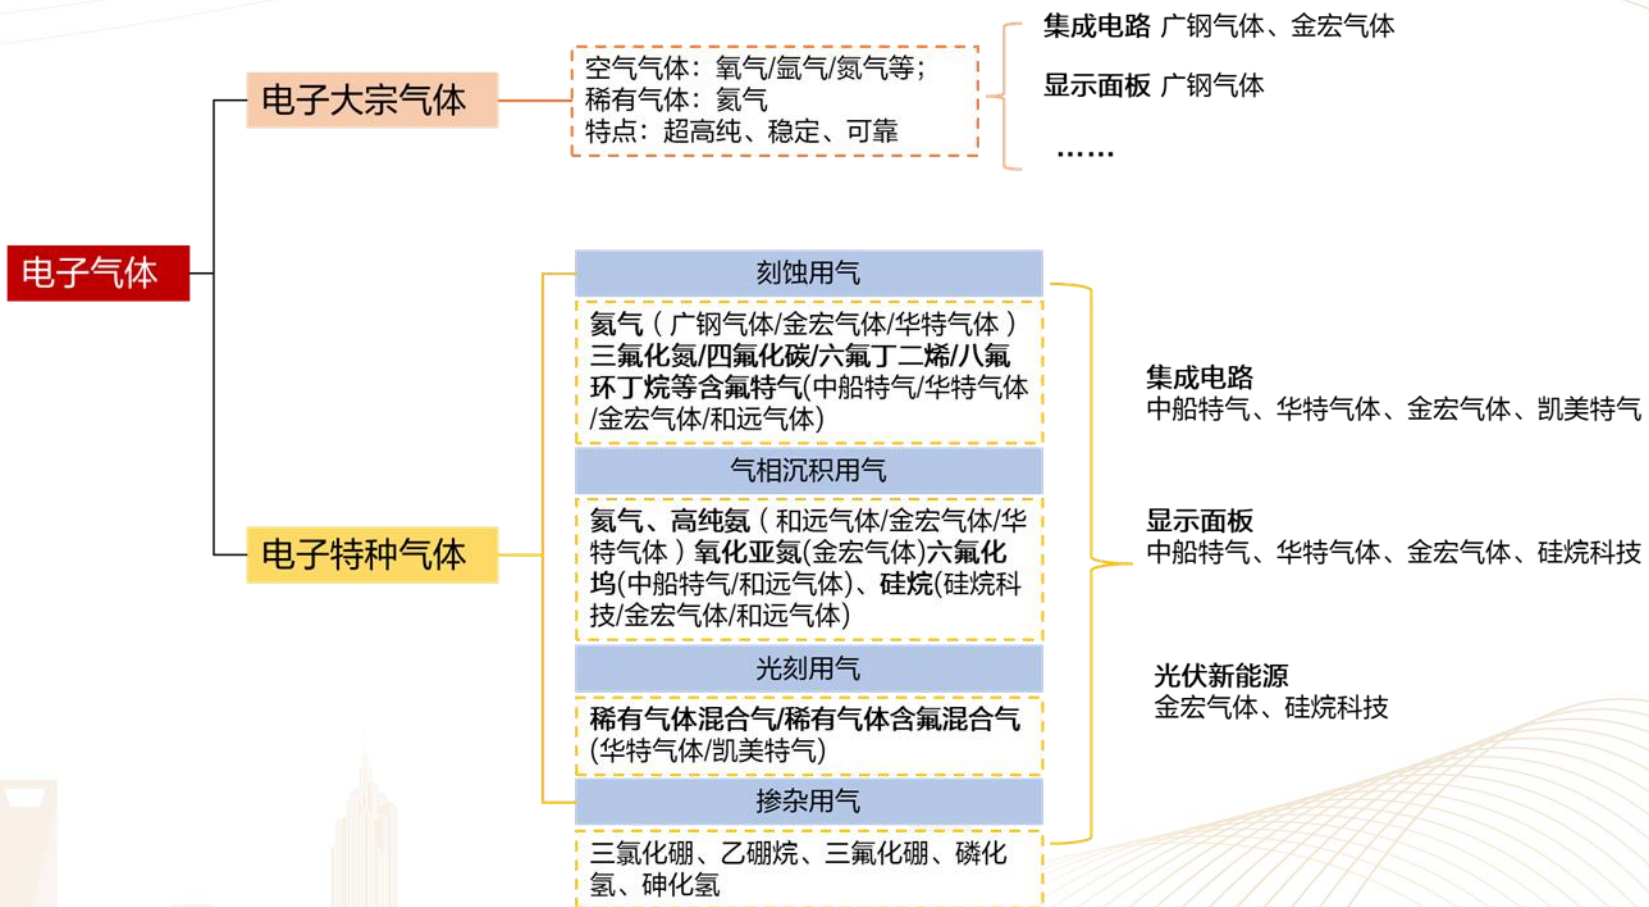 电子气体
电子大宗气体
空气气体：氧气/氩气/氮气等；
稀有气体：氦气
特点：超高纯、稳定、可靠
集成电路 广钢气体、金宏气体
显示面板 广钢气体
……
电子特种气体
刻蚀用气
氦气（广钢气体/金宏气体/华特气体）
三氟化氮/四氟化碳/六氟丁二烯/八氟
环丁烷等含氟特气(中船特气/华特气体
/金宏气体/和远气体)
气相沉积用气
氦气、高纯氨（和远气体/金宏气体/华
特气体）氧化亚氮(金宏气体)六氟化
坞(中船特气/和远气体)、硅烷(硅烷科
技/金宏气体/和远气体)
光刻用气
稀有气体混合气/稀有气体含氟混合气
(华特气体/凯美特气)
掺杂用气
三氯化硼、乙硼烷、三氟化硼、磷化
氢、砷化氢
集成电路
中船特气、华特气体、金宏气体、凯美特气
显示面板
中船特气、华特气体、金宏气体、硅烷科技
光伏新能源
金宏气体、硅烷科技